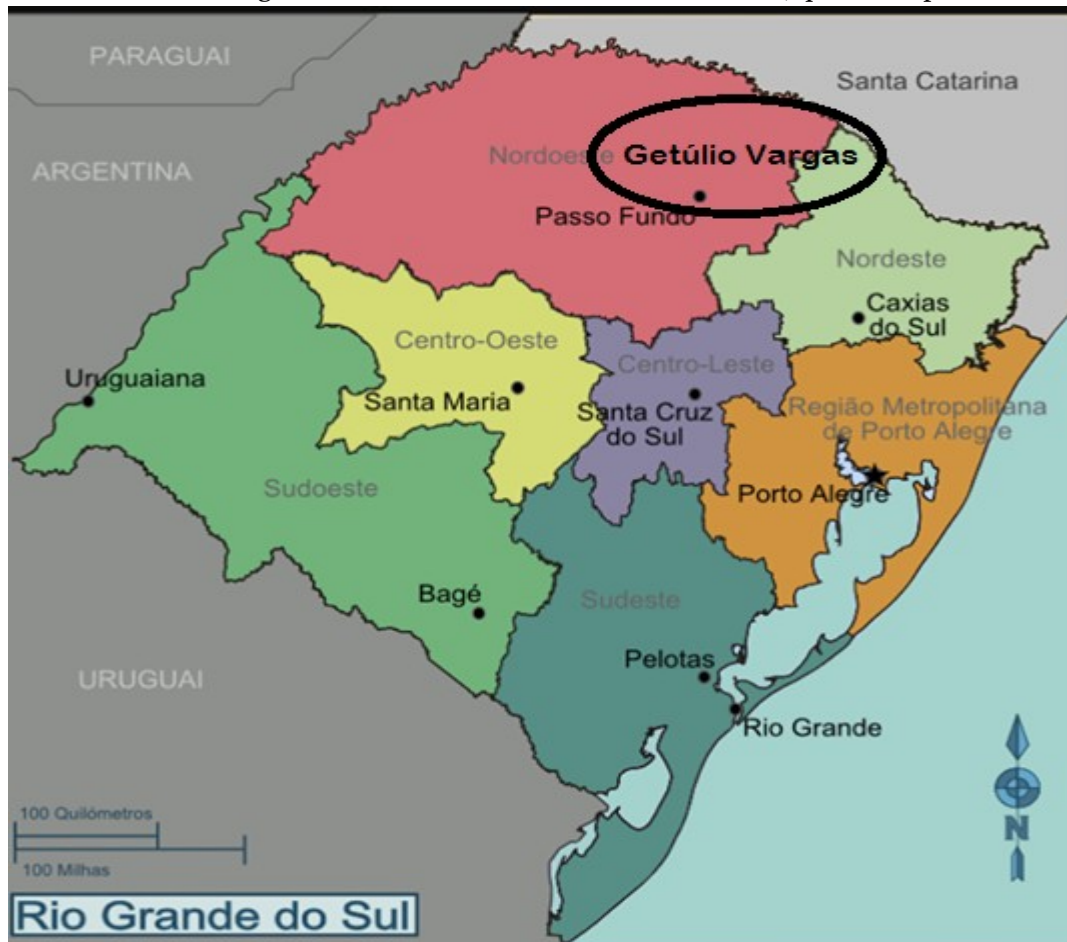 PARAGUAI
Santa Catarina
ARGENTINA
Nordoeste Getúlio Vargas
Passo Fundo
Nordeste
Caxias
do Sul
Centro-Oeste
Centro-Leste
Uruguaiana
Santa Maria
Santa Cruz
do Sul
Região Metropolitana
de Porto Alegre
Porto Alegre
Sudoeste
Bagé
Sudeste
Pelotas
URUGUAI
Rio Grande
100 Quilómetros
100 Milhas
N
Rio Grande do Sul